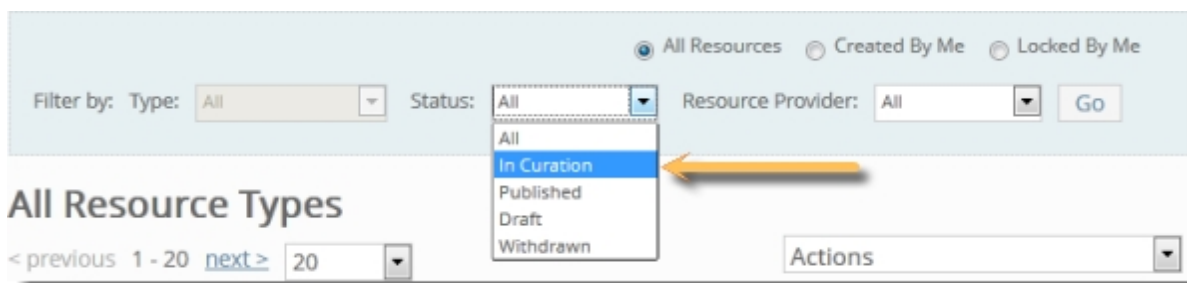 All Resources Created By Me Locked By Me
Filter by: Type: All Status: All Resource Provider: All Go
All
In Curation
Published
Draft
Withdrawn
All Resource Types
< previous 1 - 20 next > 20 Actions